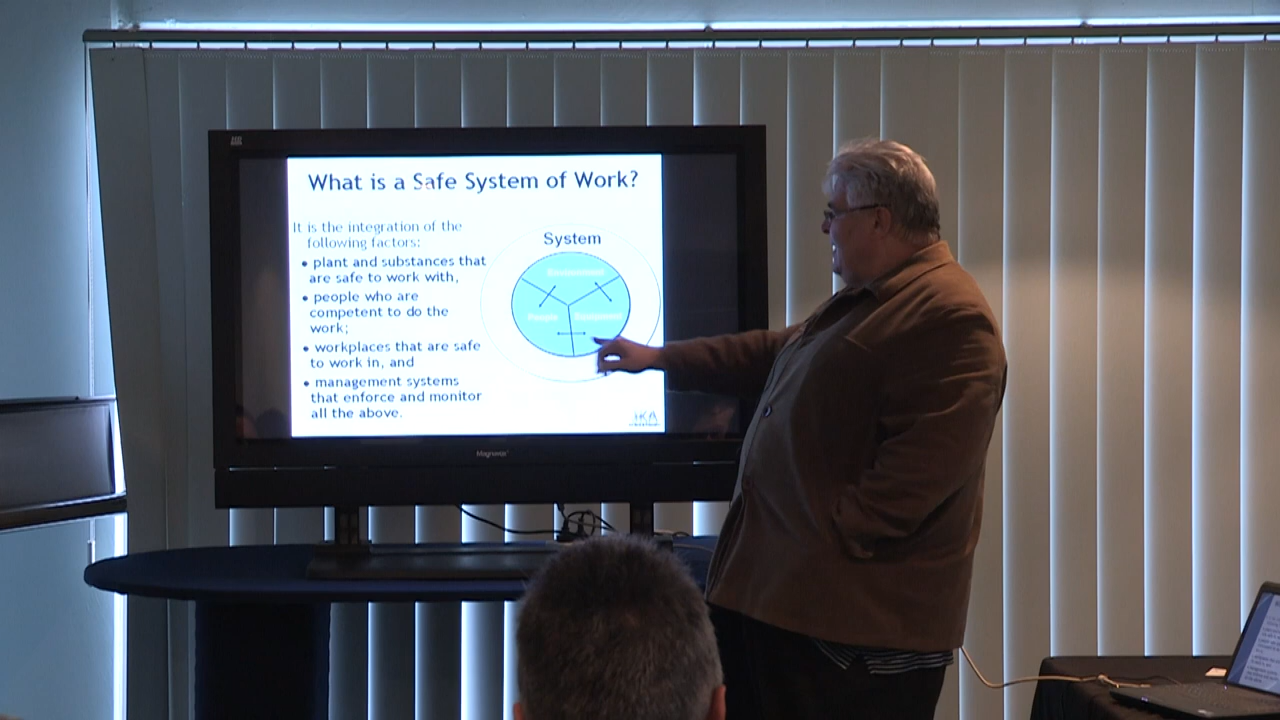 What is a Safe System of Work?
It is the integration of the
following factors:
• plant and substances that
are safe to work with,
• people who are
competent to do the
work;
• workplaces that are safe
to work in, and
• management systems
that enforce and monitor
all the above.
System
Environment
People
Equipment
Magnavox